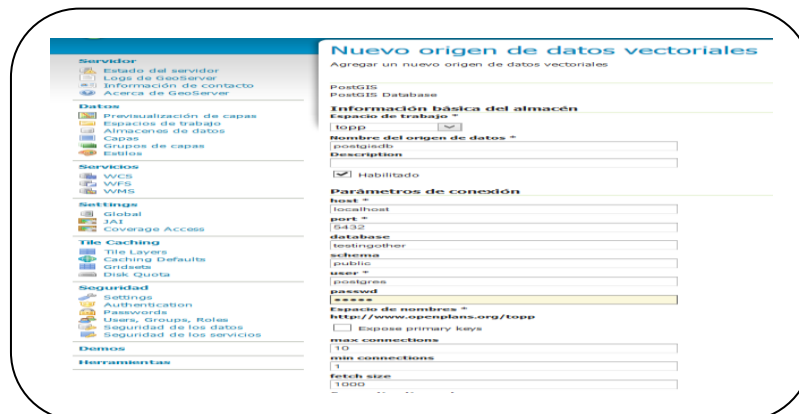 Servidor
Estado del servidor
Logs de GeoServer
Información de contacto
Acerca de GeoServer
Datos
Previsualización de capas
Espacios de trabajo
Almacenes de datos
Capas
Grupos de capas
Estilos
Servicios
WCS
WFS
WMS
Settings
Global
JAI
Coverage Access
Tile Caching
Tile Layers
Caching Defaults
Gridsets
Disk Quota
Seguridad
Settings
Authentication
Passwords
Users, Groups, Roles
Seguridad de los datos
Seguridad de los servicios
Demos
Herramientas
Nuevo origen de datos vectoriales
Agregar un nuevo origen de datos vectoriales
PostGIS
PostGIS Database
Información básica del almacén
Espacio de trabajo *
topp
Nombre del origen de datos *
postgisdb
Description
Habilitado
Parámetros de conexión
host *
localhost
port *
5432
database
testingother
schema
public
user *
postgres
passwd
•••••
Espacio de nombres *
http://www.openplans.org/topp
Expose primary keys
max connections
10
min connections
1
fetch size
1000